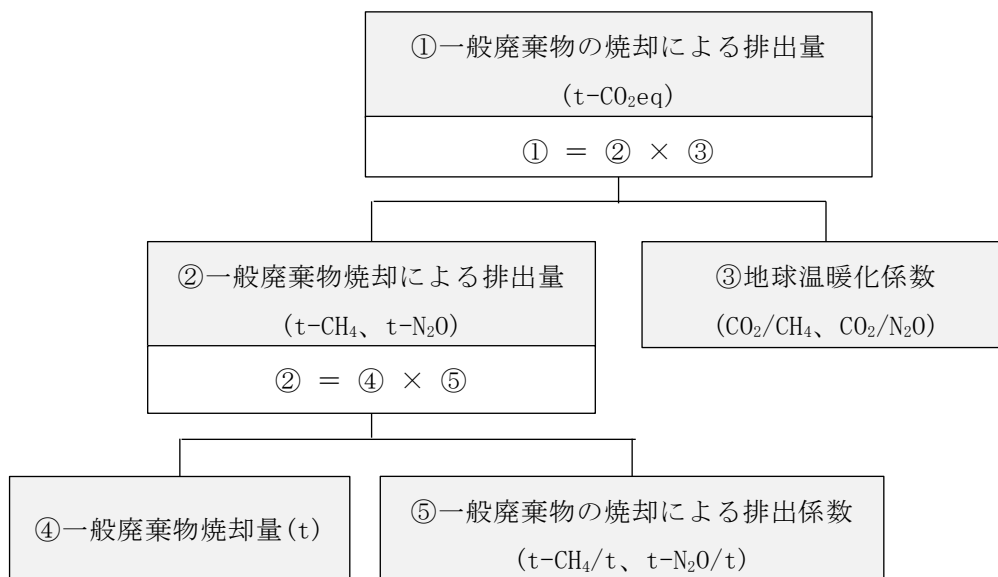 ①一般廃棄物の焼却による排出量
(t-CO₂eq)
① = ② × ③
②一般廃棄物焼却による排出量
(t-CH₄、t-N₂O)
② = ④ × ⑤
③地球温暖化係数
(CO₂/CH₄、CO₂/N₂O)
④一般廃棄物焼却量(t)
⑤一般廃棄物の焼却による排出係数
(t-CH₄/t、t-N₂O/t)